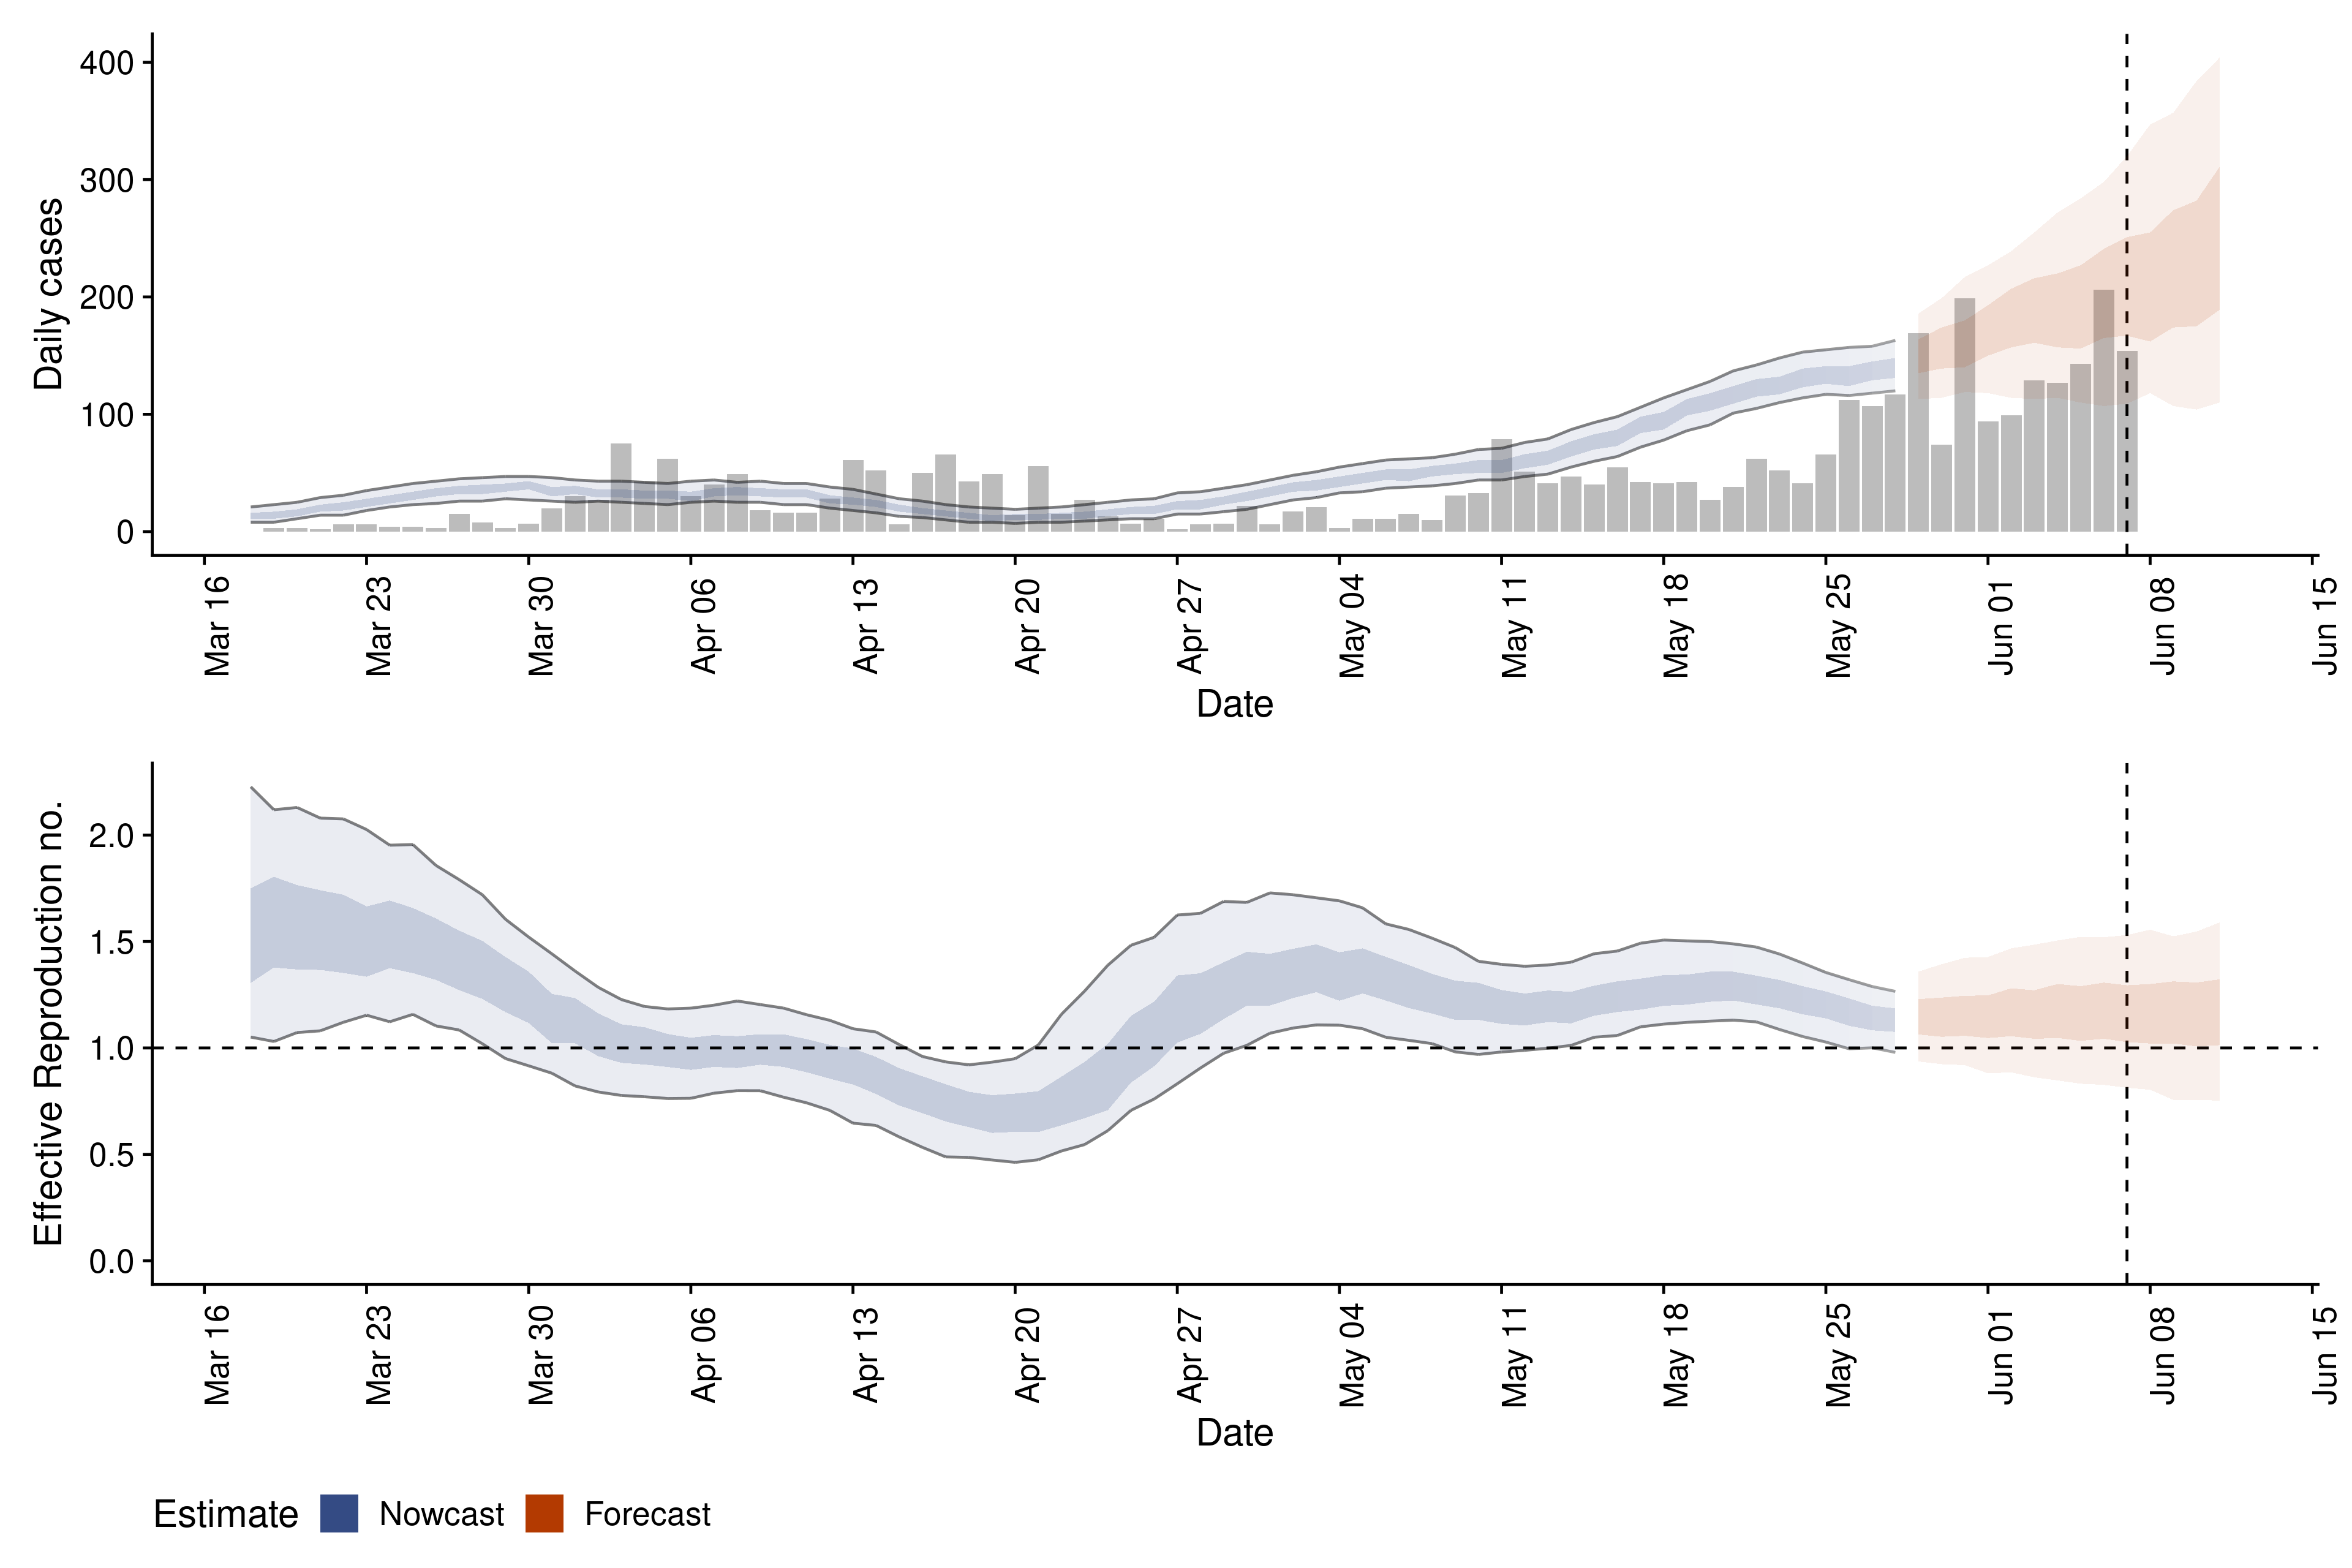 400
300
200
100
0
Daily cases
Mar 16 Mar 23 Mar 30 Apr 06 Apr 13 Apr 20 Apr 27 May 04 May 11 May 18 May 25 Jun 01 Jun 08 Jun 15
Date
2.0
1.5
1.0
0.5
0.0
Effective Reproduction no.
Mar 16 Mar 23 Mar 30 Apr 06 Apr 13 Apr 20 Apr 27 May 04 May 11 May 18 May 25 Jun 01 Jun 08 Jun 15
Date
Estimate Nowcast Forecast